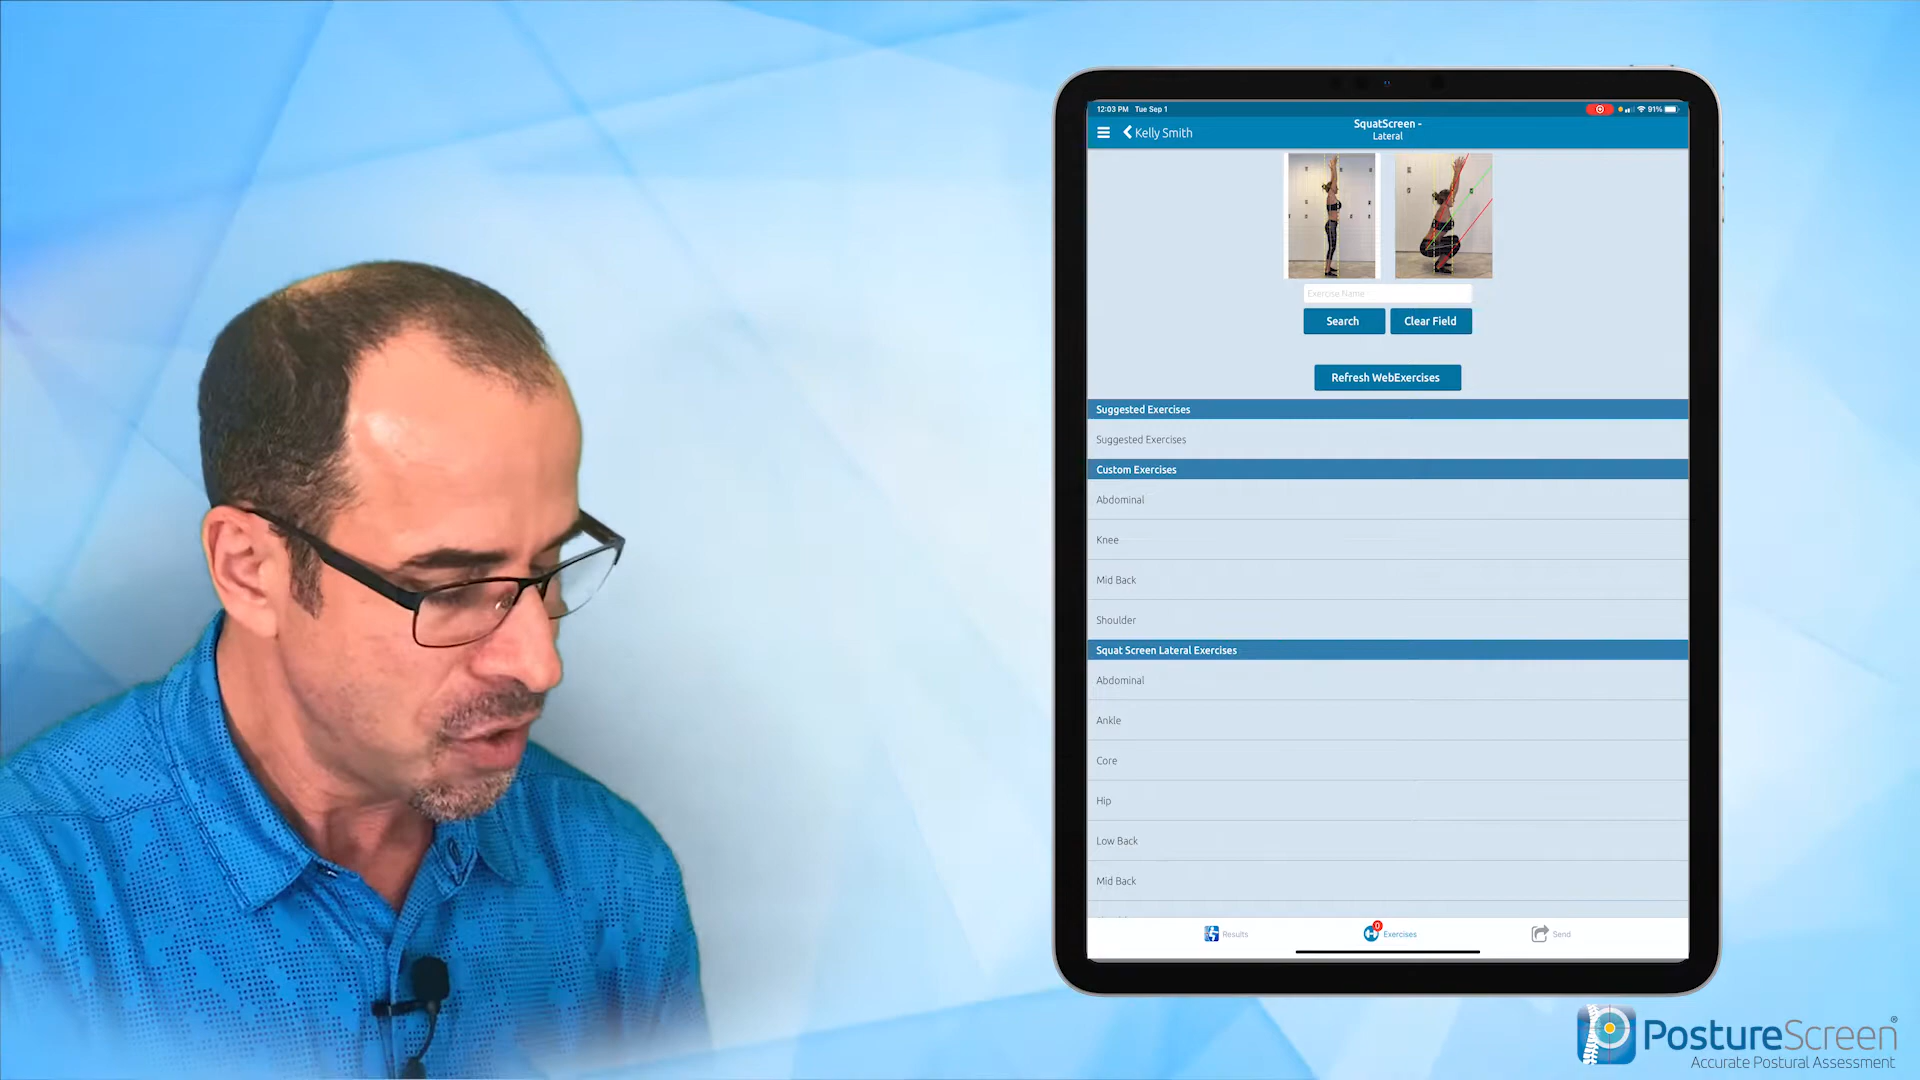 12:03 PM Tue Sep 1
91%
Kelly Smith
SquatScreen -
Lateral
Exercise Name
Search
Clear Field
Refresh WebExercises
Suggested Exercises
Suggested Exercises
Custom Exercises
Abdominal
Knee
Mid Back
Shoulder
Squat Screen Lateral Exercises
Abdominal
Ankle
Core
Hip
Low Back
Mid Back
Results
0
Exercises
Send
PostureScreen®
Accurate Postural Assessment